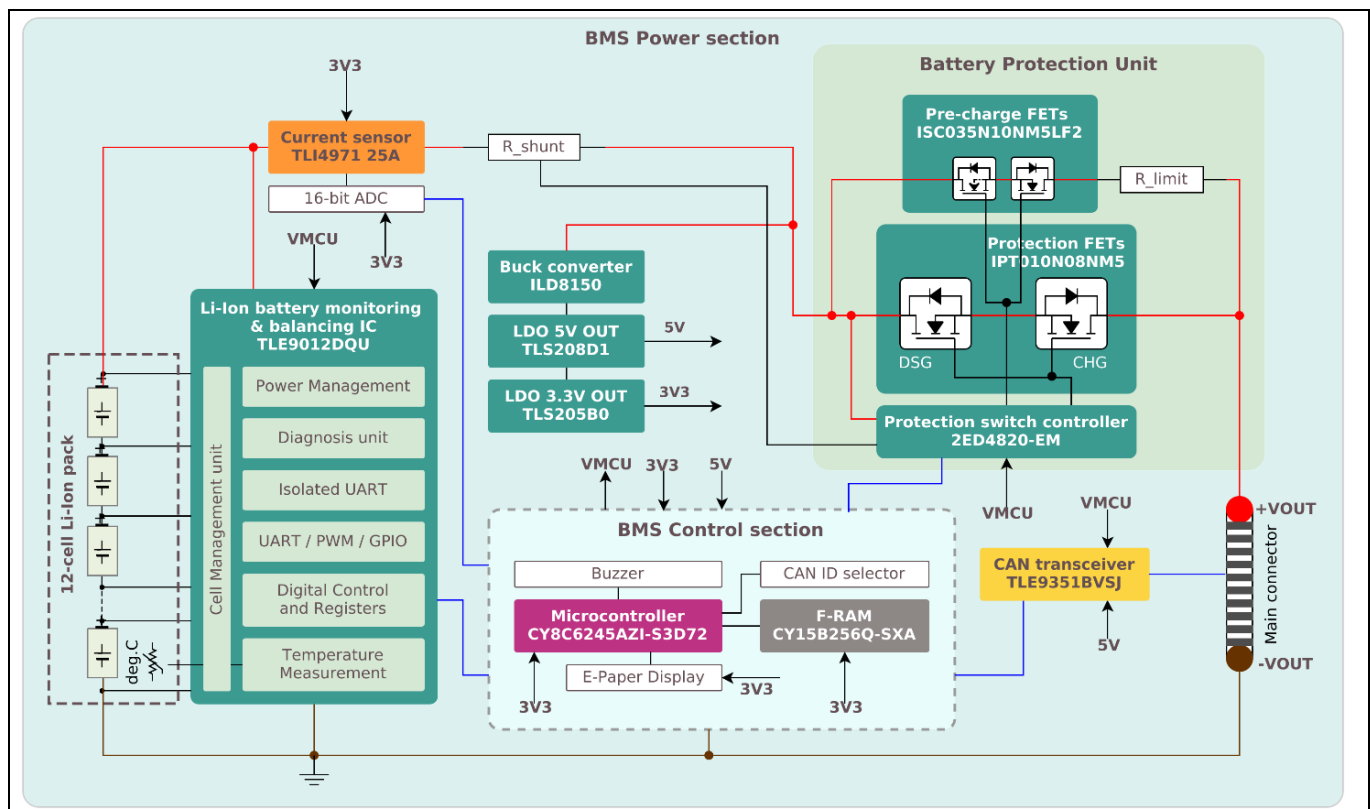 BMS Power section
Battery Protection Unit
3V3
Current sensor
TLI4971 25A
R_shunt
16-bit ADC
VMCU
3V3
Pre-charge FETs
ISC035N10NM5LF2
R_limit
Protection FETs
IPT010N08NM5
DSG
CHG
Buck converter
ILD8150
LDO 5V OUT
TLS208D1
5V
LDO 3.3V OUT
TLS205B0
3V3
Protection switch controller
2ED4820-EM
VMCU
Li-Ion battery monitoring
& balancing IC
TLE9012DQU
Cell Management unit
Power Management
Diagnosis unit
Isolated UART
UART / PWM / GPIO
Digital Control
and Registers
Temperature
Measurement
12-cell Li-Ion pack
deg.C
VMCU
3V3
5V
BMS Control section
Buzzer
CAN ID selector
Microcontroller
CY8C6245AZI-S3D72
F-RAM
CY15B256Q-SXA
E-Paper Display
3V3
3V3
3V3
VMCU
CAN transceiver
TLE9351BVSJ
5V
+VOUT
Main connector
-VOUT